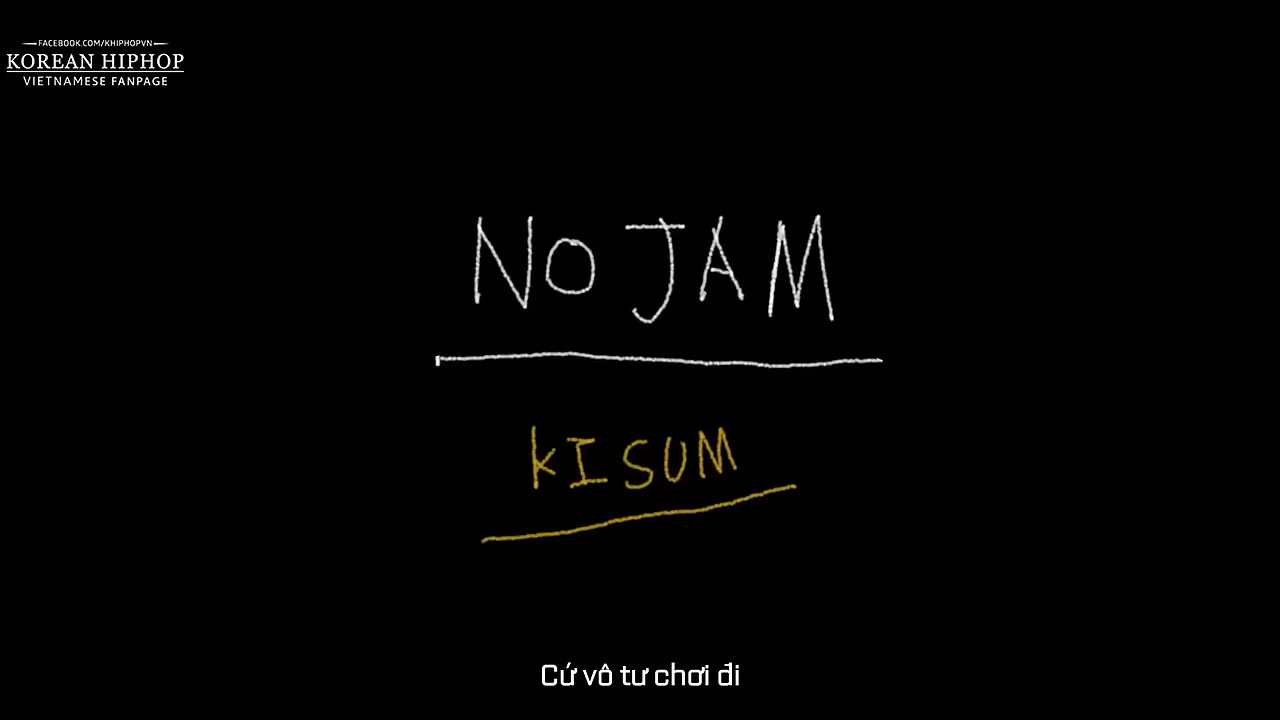 FACEBOOK.COM/KHIPHOPVN
KOREAN HIPHOP
VIETNAMESE FANPAGE
NO JAM
KISUM
Cứ vô tư chơi đi